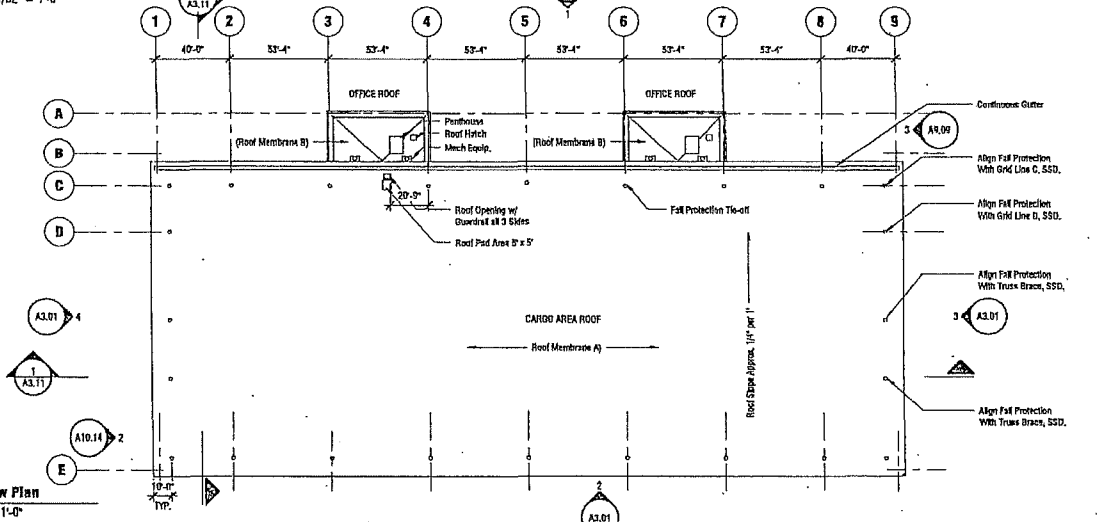 A3.11
1
1 2 3 4 5 6 7 8 9
40'-0" 53'-4" 53'-4" 53'-4" 53'-4" 53'-4" 53'-4" 40'-0"
OFFICE ROOF
OFFICE ROOF
A
Continuous Gutter
Penthouse
Roof Hatch
Mech Equip.
(Roof Membrane B)
(Roof Membrane B)
3 A9.09
B
C
Align Fall Protection
With Grid Line C, SSD.
20'-9"
Roof Opening w/
Guardrail all 3 Sides
Fall Protection Tie-off
Align Fall Protection
With Grid Line D, SSD.
D
Roof Pad Area 5' x 5'
Align Fall Protection
With Truss Brace, SSD.
A3.01 4
CARGO AREA ROOF
3 A3.01
Roof Membrane A)
Roof Slope Approx. 1/4" per 1"
1
A3.11
Align Fall Protection
With Truss Brace, SSD.
A10.14 2
E
w Plan
1'-0"
10'-0"
TYP.
2
A3.01